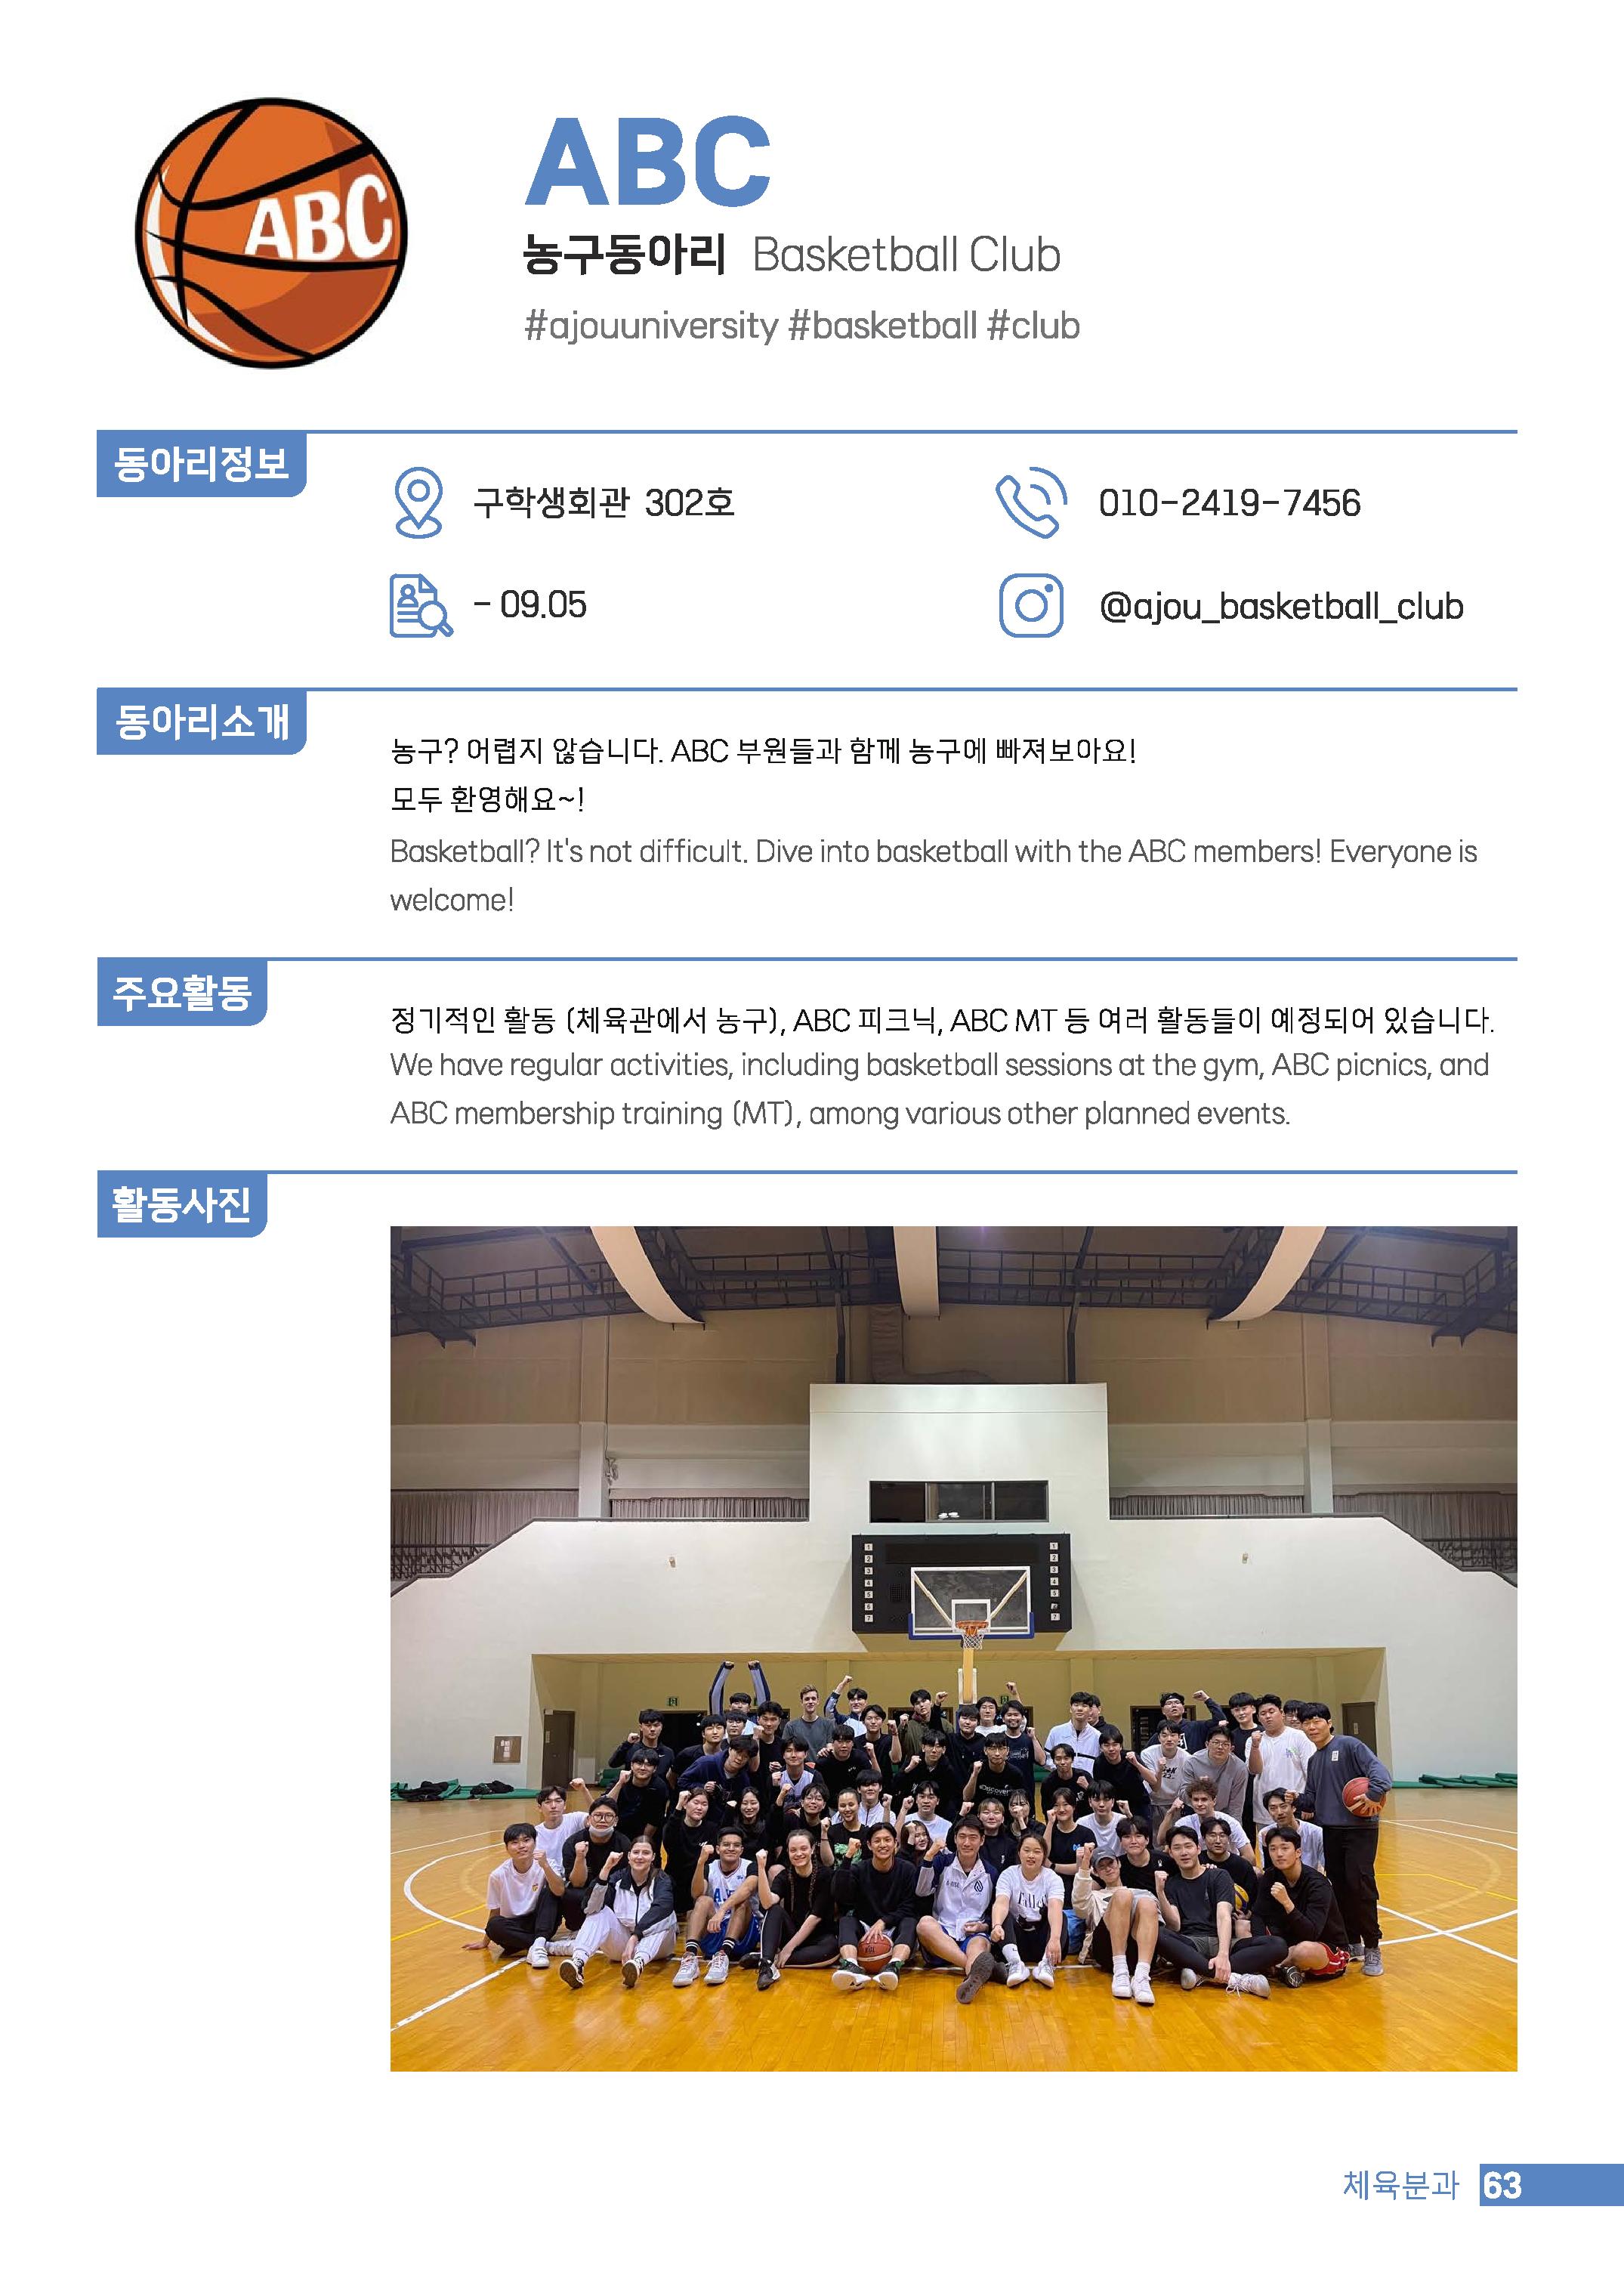 ABC
ABC
농구동아리 Basketball Club
#ajouuniversity #basketball #club
동아리정보
구학생회관 302호
010-2419-7456
- 09.05
@ajou_basketball_club
동아리소개
농구? 어렵지 않습니다. ABC 부원들과 함께 농구에 빠져보아요!
모두 환영해요~!
Basketball? It's not difficult. Dive into basketball with the ABC members! Everyone is
welcome!
주요활동
정기적인 활동 (체육관에서 농구), ABC 피크닉, ABC MT 등 여러 활동들이 예정되어 있습니다.
We have regular activities, including basketball sessions at the gym, ABC picnics, and
ABC membership training (MT), among various other planned events.
활동사진
체육분과 63